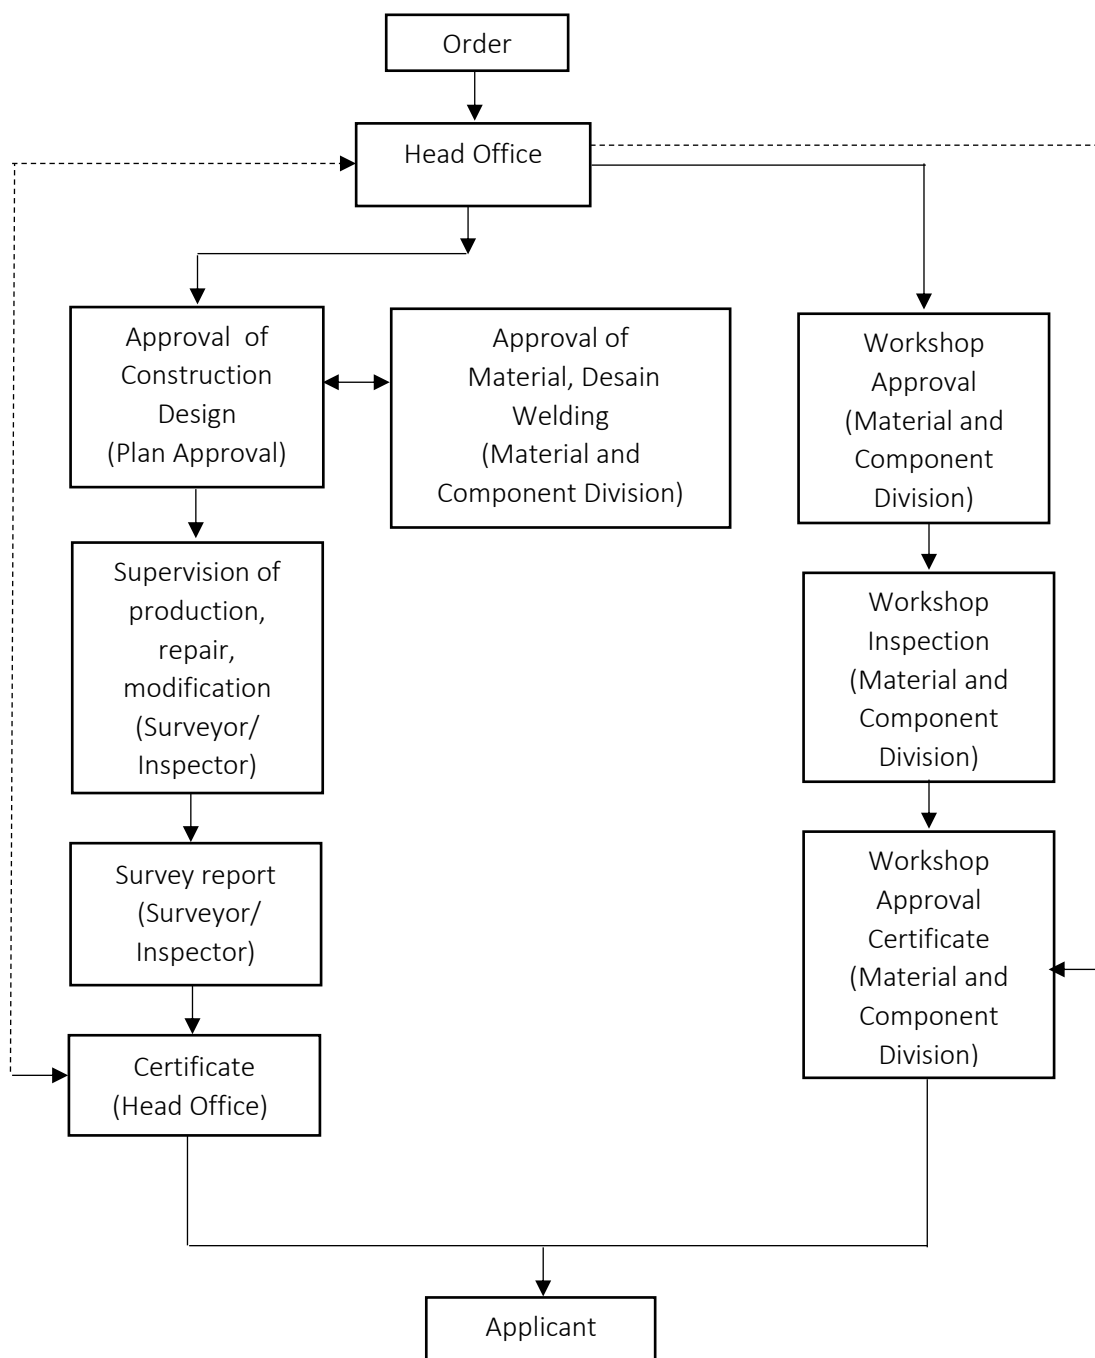 Order
Head Office
Approval  of
Construction
Design
(Plan Approval)
Approval of
Material, Desain
Welding
(Material and
Component Division)
Workshop
Approval
(Material and
Component
Division)
Supervision of
production,
repair,
modification
(Surveyor/
Inspector)
Workshop
Inspection
(Material and
Component
Division)
Survey report
(Surveyor/
Inspector)
Workshop
Approval
Certificate
(Material and
Component
Division)
Certificate
(Head Office)
Applicant